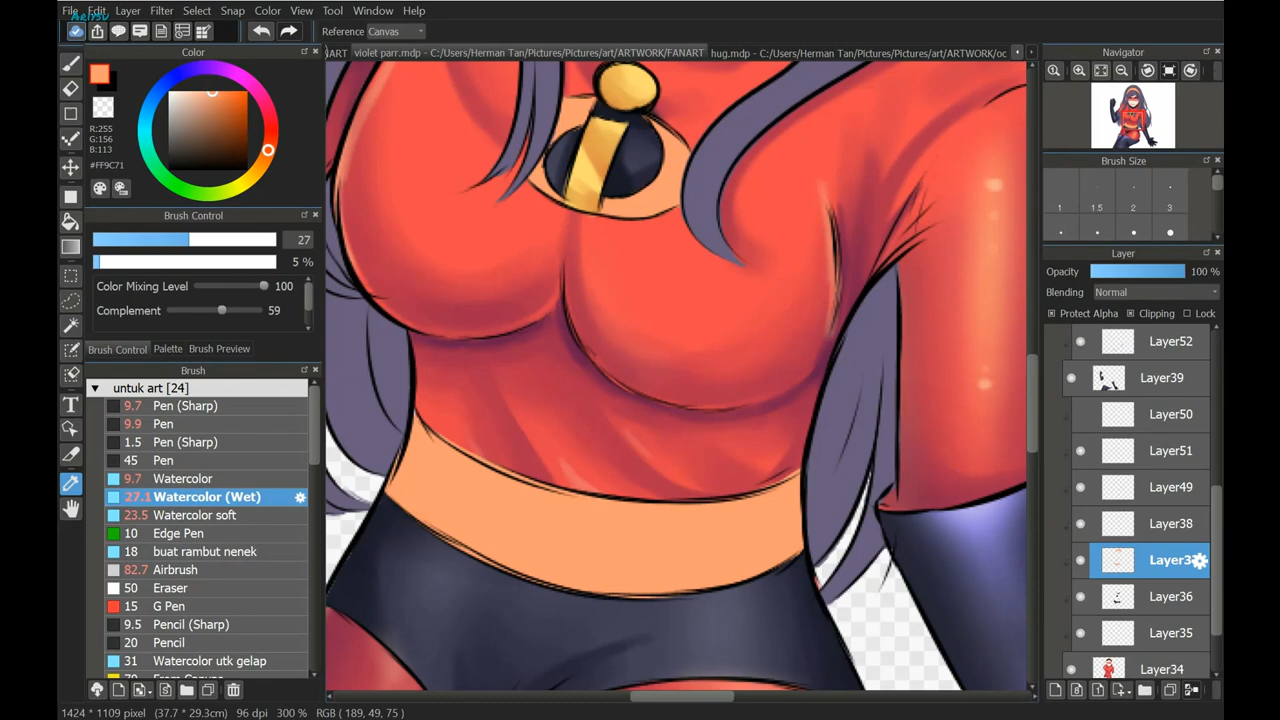 File Edit Layer Filter Select Snap Color View Tool Window Help
ARIYSU
Reference Canvas
Color
ART violet parr.mdp - C:/Users/Herman Tan/Pictures/Pictures/art/ARTWORK/FANART hug.mdp - C:/Users/Herman Tan/Pictures/Pictures/art/ARTWORK/oc
Navigator
R:255
G:156
B:113
#FF9C71
Brush Size
1 1.5 2 3
Brush Control
27
5 %
Color Mixing Level 100
Complement 59
Brush Control Palette Brush Preview
Brush
untuk art [24]
9.7 Pen (Sharp)
9.9 Pen
1.5 Pen (Sharp)
45 Pen
9.7 Watercolor
27.1 Watercolor (Wet)
23.5 Watercolor soft
10 Edge Pen
18 buat rambut nenek
82.7 Airbrush
50 Eraser
15 G Pen
9.5 Pencil (Sharp)
20 Pencil
31 Watercolor utk gelap
Layer
Opacity 100 %
Blending Normal
Protect Alpha Clipping Lock
Layer52
Layer39
Layer50
Layer51
Layer49
Layer38
Layer3
Layer36
Layer35
Layer34
1424 * 1109 pixel (37.7 * 29.3cm) 96 dpi 300 % RGB ( 189, 49, 75 )